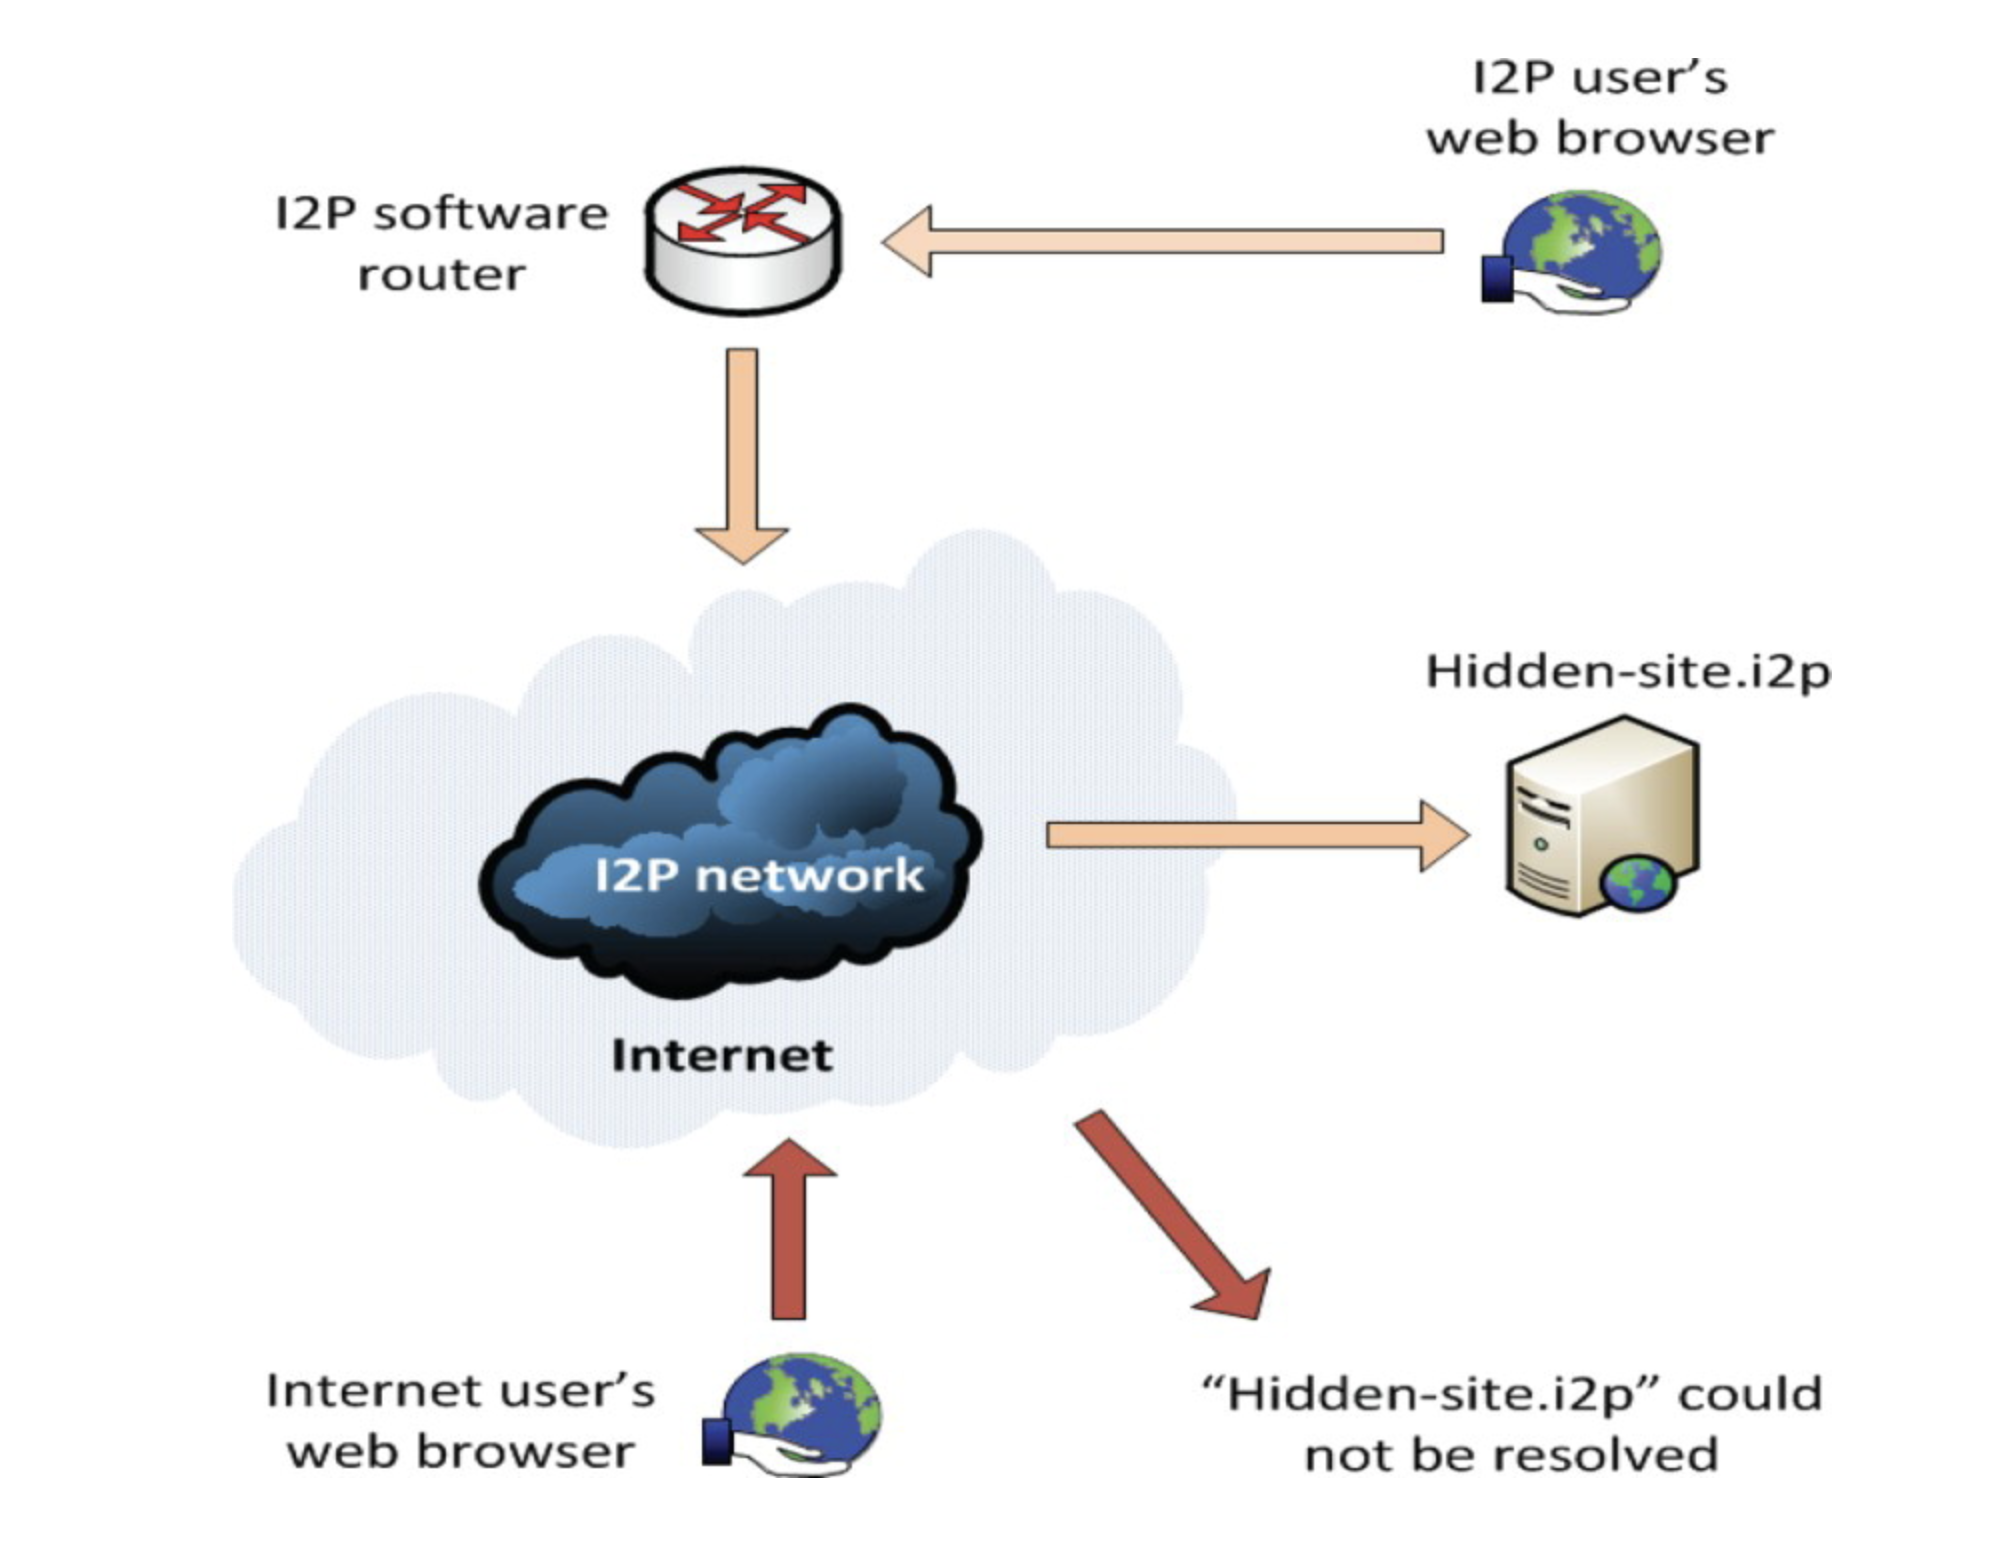 I2P user’s
web browser
I2P software
router
Hidden-site.i2p
I2P network
Internet
Internet user’s
web browser
“Hidden-site.i2p” could
not be resolved